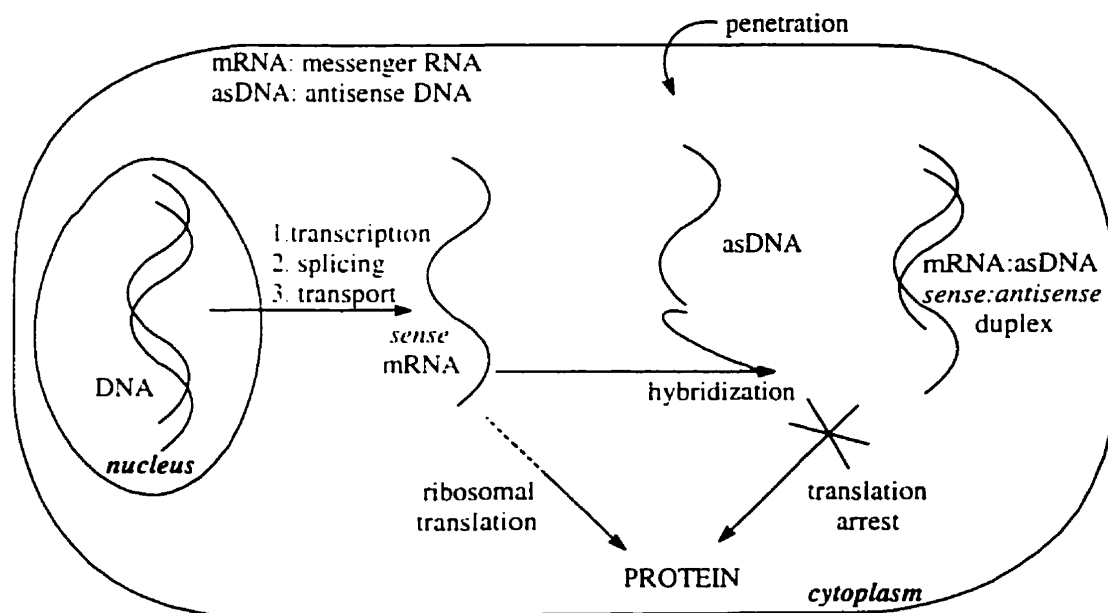 penetration
mRNA: messenger RNA
asDNA: antisense DNA
1.transcription
2. splicing
3. transport
asDNA
mRNA:asDNA
sense:antisense
duplex
sense
mRNA
DNA
hybridization
nucleus
ribosomal
translation
translation
arrest
PROTEIN
cytoplasm